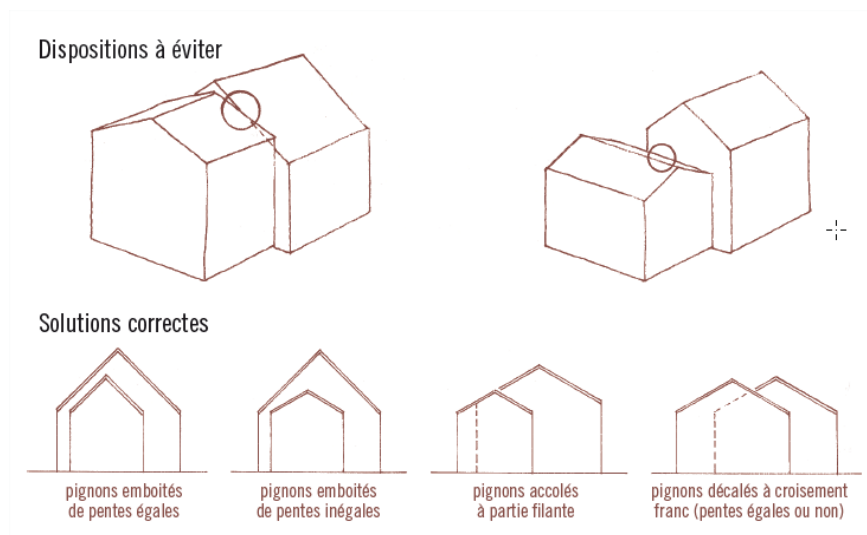 Dispositions à éviter
Solutions correctes
pignons emboités
de pentes égales
pignons emboités
de pentes inégales
pignons accolés
à partie filante
pignons décalés à croisement
franc (pentes égales ou non)